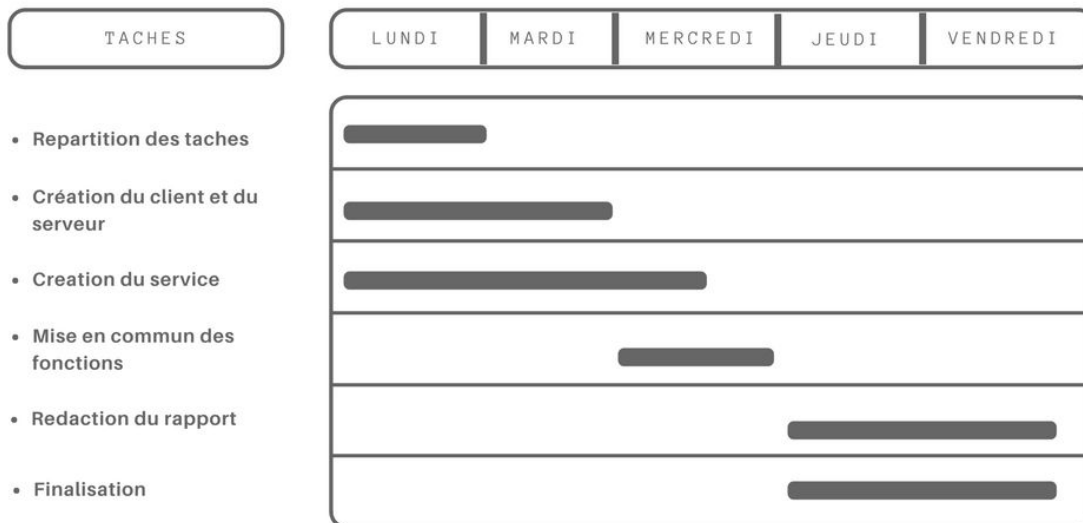 TACHES
LUNDI MARDI MERCREDI JEUDI VENDREDI
Repartition des taches
Création du client et du
serveur
Creation du service
Mise en commun des
fonctions
Redaction du rapport
Finalisation